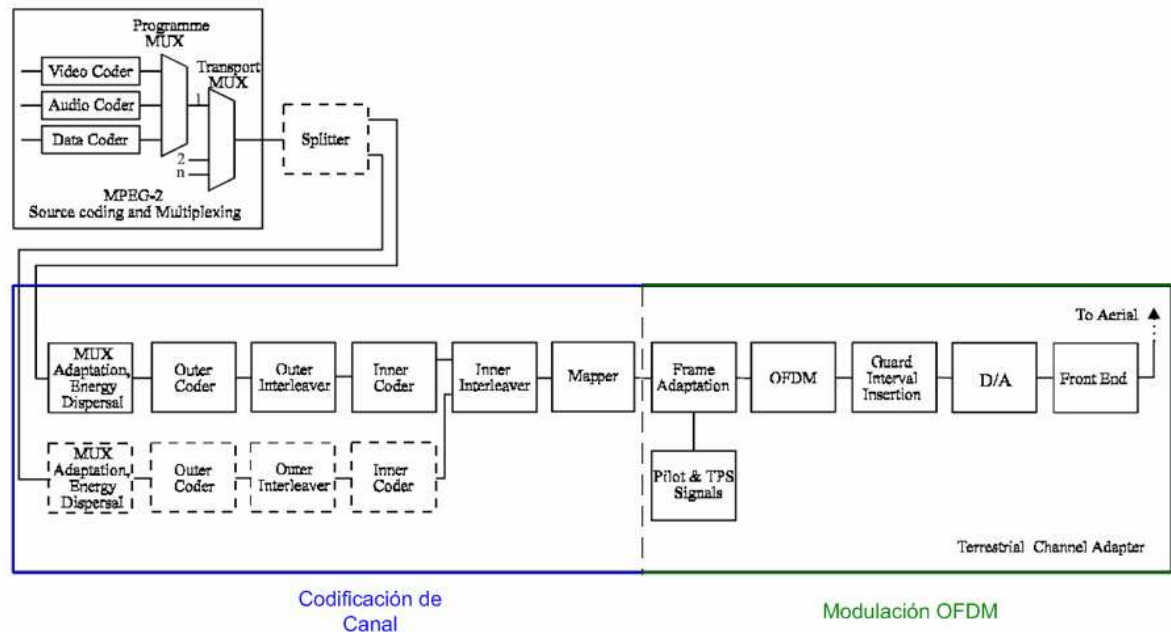 Programme
MUX
Video Coder
Audio Coder
Data Coder
Transport
MUX
1
2
n
MPEG-2
Source coding and Multiplexing
Splitter
To Aerial
MUX
Adaptation,
Energy
Dispersal
Outer
Coder
Outer
Interleaver
Inner
Coder
Inner
Interleaver
Mapper
Frame
Adaptation
OFDM
Guard
Interval
Insertion
D/A
Front End
MUX
Adaptation,
Energy
Dispersal
Outer
Coder
Outer
Interleaver
Inner
Coder
Pilot & TPS
Signals
Terrestrial Channel Adapter
Codificación de
Canal
Modulación OFDM